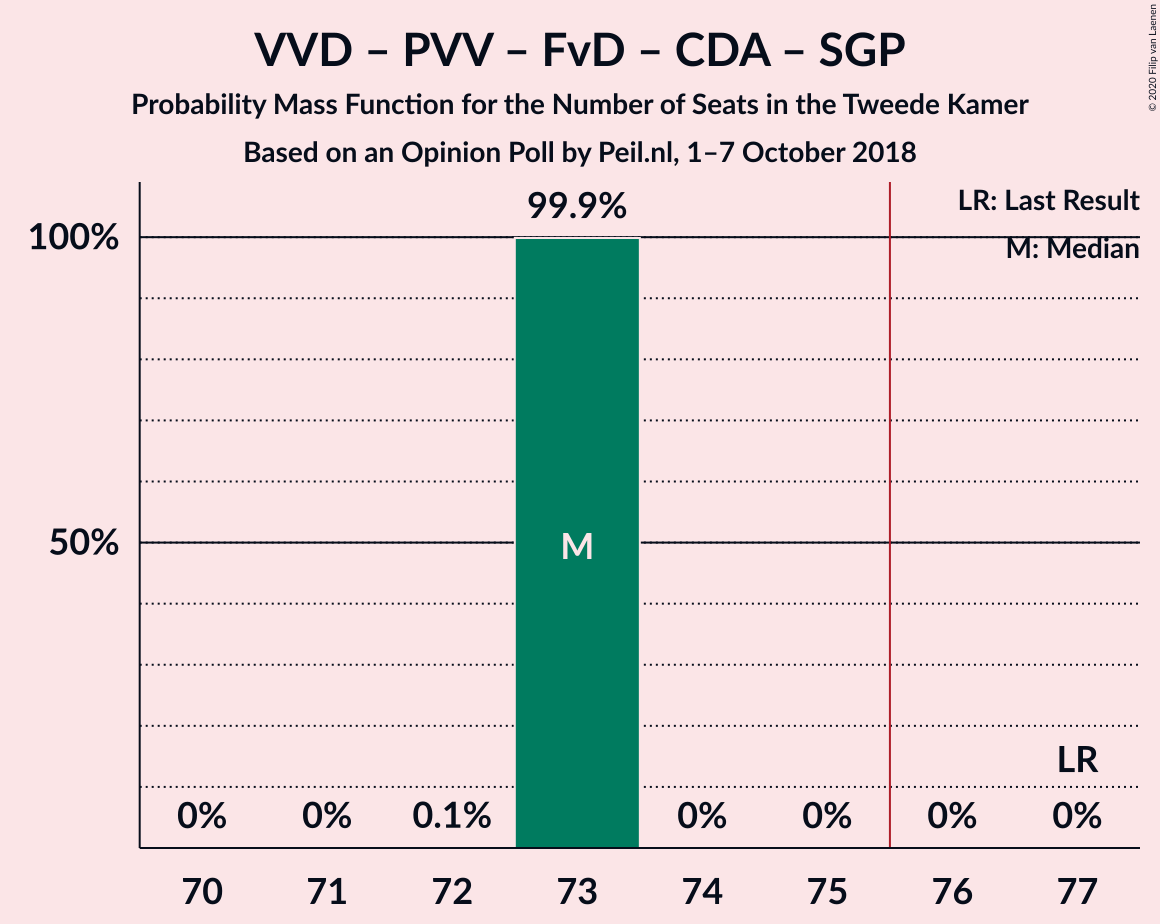 VVD – PVV – FvD – CDA – SGP
Probability Mass Function for the Number of Seats in the Tweede Kamer
Based on an Opinion Poll by Peil.nl, 1–7 October 2018
© 2020 Filip van Laenen
LR: Last Result
M: Median
99.9%
100%
50%
M
LR
0% 0% 0.1% 0% 0% 0% 0%
70 71 72 73 74 75 76 77